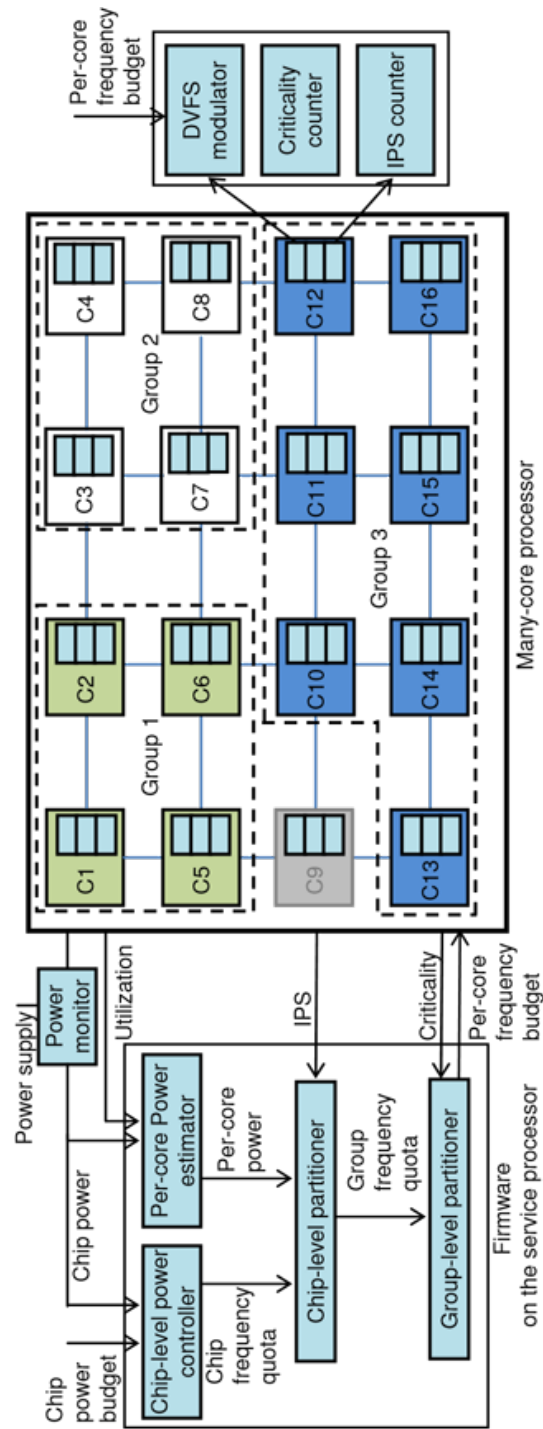 Chip
power
budget
Chip power
Power supply
Power
monitor
Utilization
Chip-level power
controller
Per-core Power
estimator
Chip
frequency
quota
Per-core
power
Chip-level partitioner
IPS
Group
frequency
quota
Group-level partitioner
Criticality
Per-core
frequency
budget
Firmware
on the service processor
C1
C2
C3
C4
Group 1
Group 2
C5
C6
C7
C8
C9
C10
C11
C12
Group 3
C13
C14
C15
C16
Many-core processor
Per-core
frequency
budget
DVFS
modulator
Criticality
counter
IPS counter